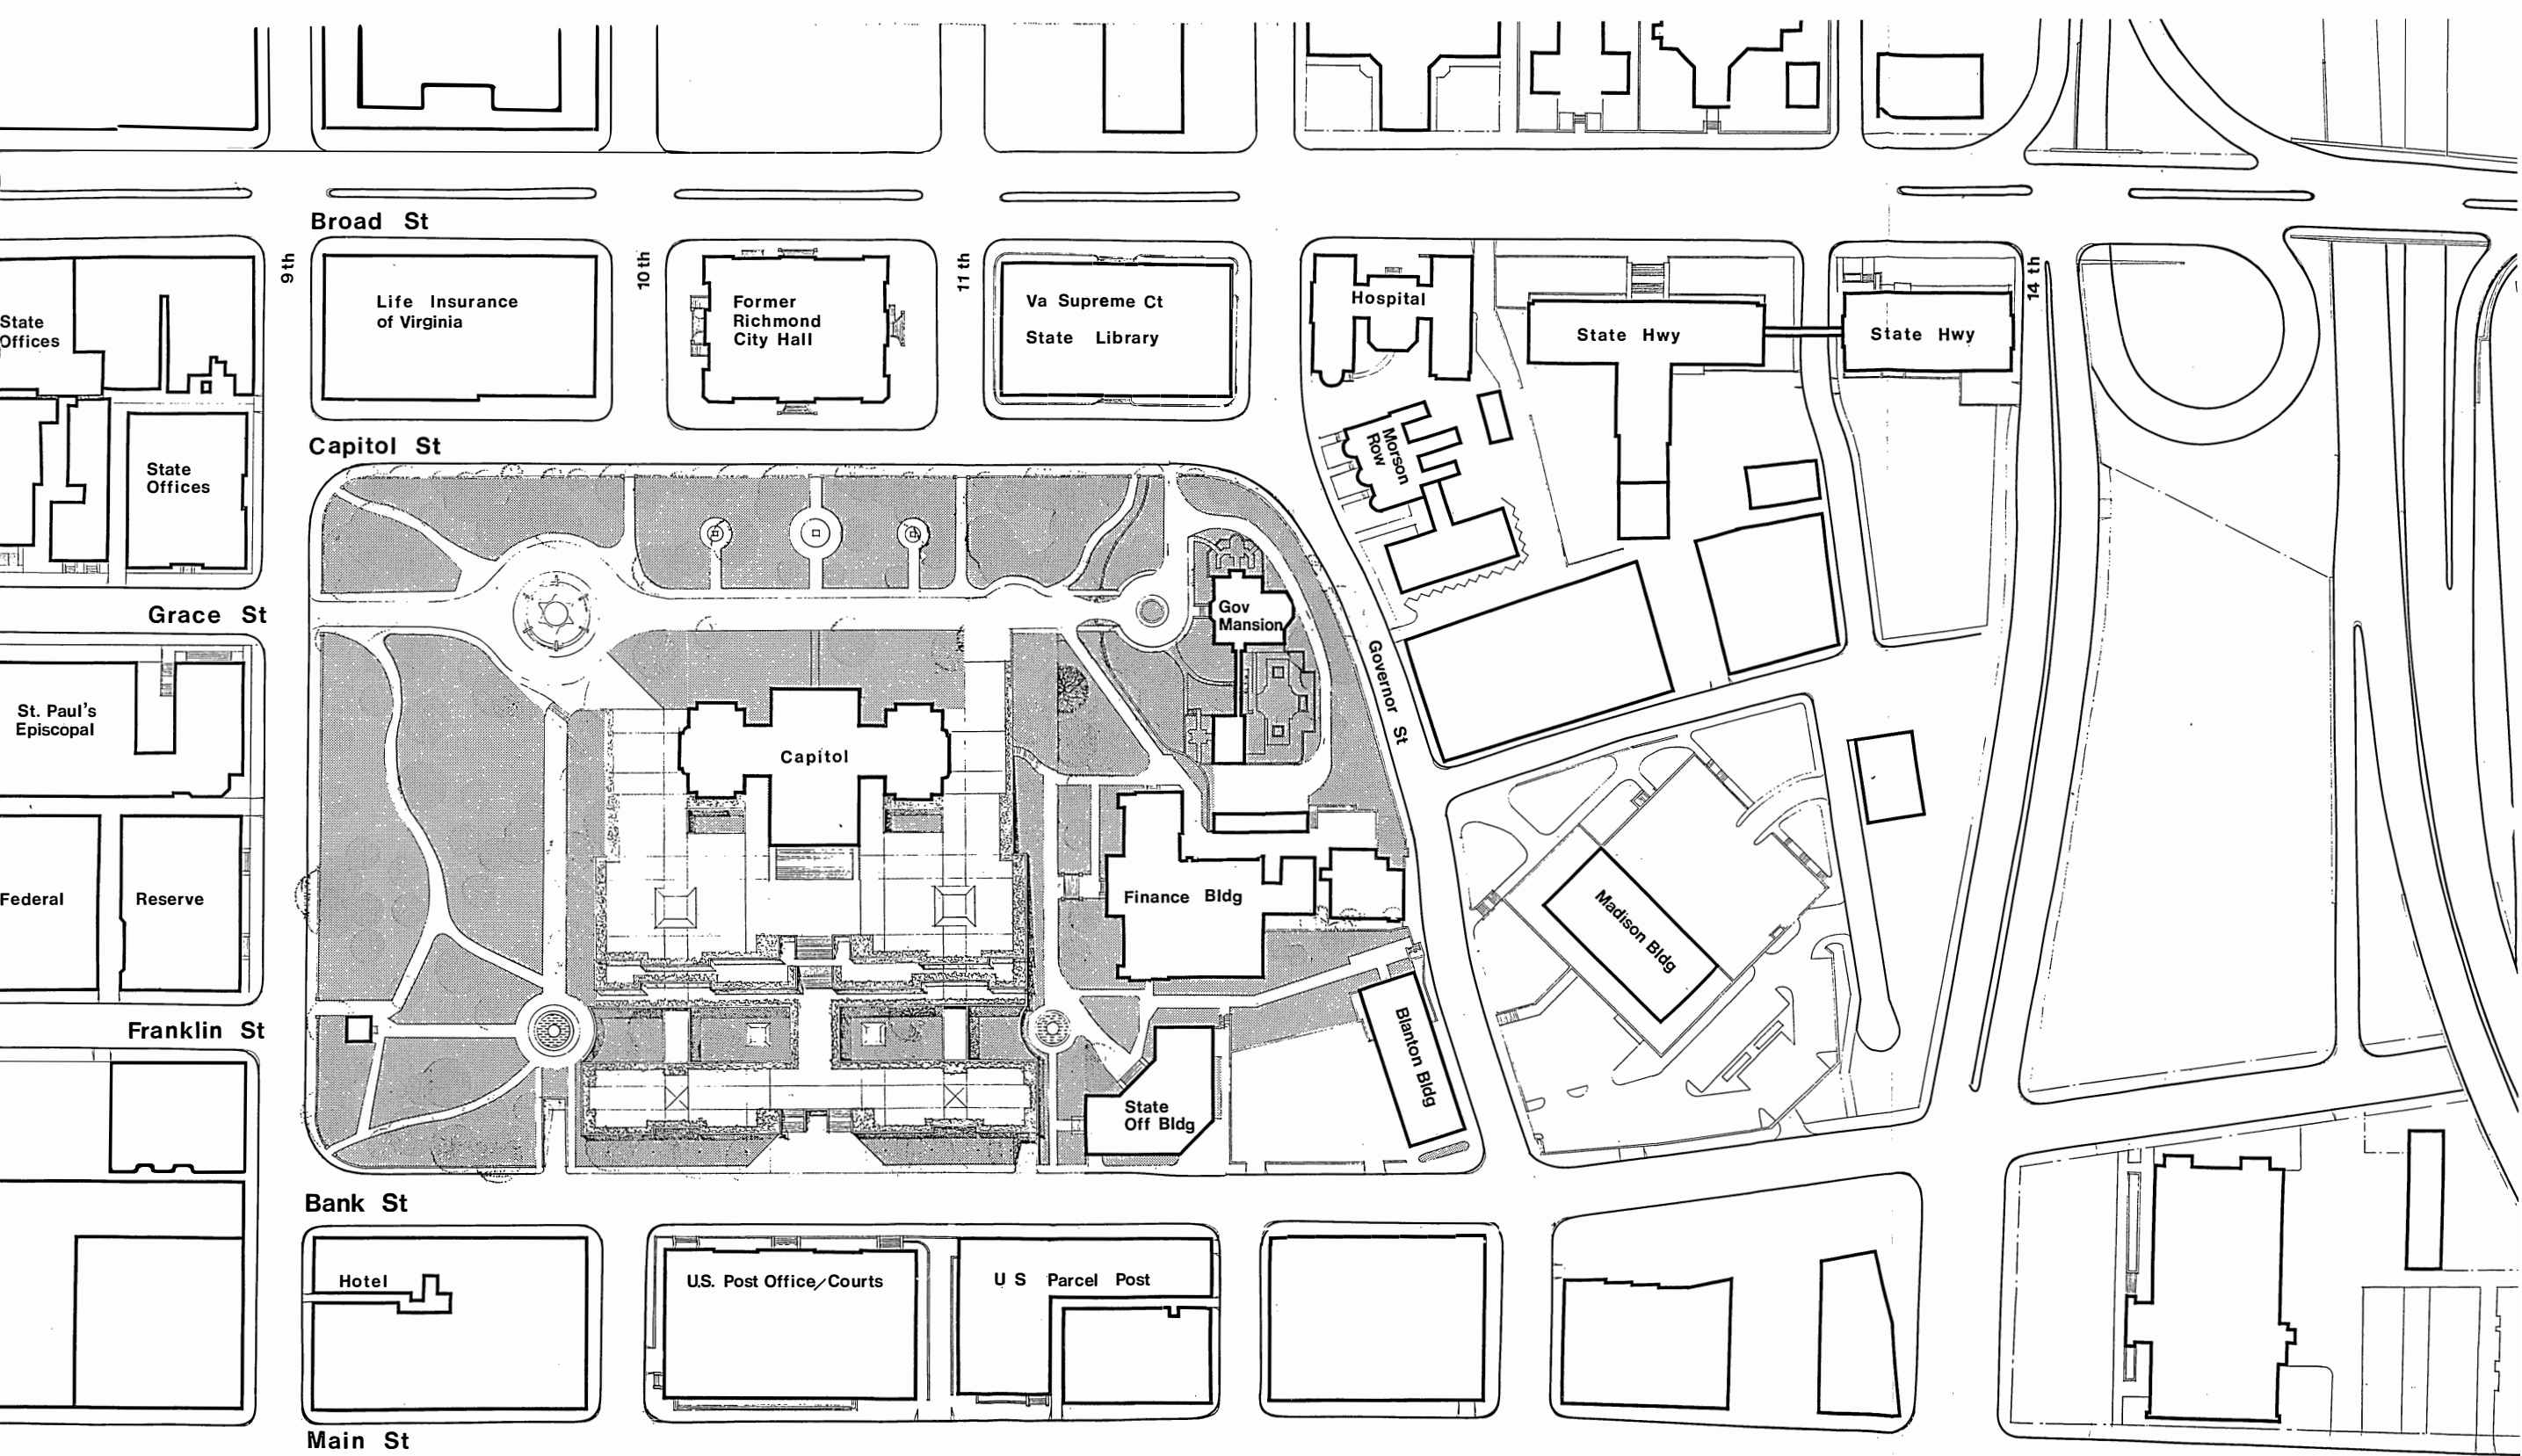 Broad St
9th
10th
11th
14 th
State
Offices
Life Insurance
of Virginia
Former
Richmond
City Hall
Va Supreme Ct
State Library
Hospital
State Hwy
State Hwy
Capitol St
State
Offices
Morson
Row
Grace St
Gov
Mansion
Governor St
St. Paul's
Episcopal
Capitol
Federal
Reserve
Finance Bldg
Madison Bldg
Franklin St
Blanton Bldg
State
Off Bldg
Bank St
Hotel
U.S. Post Office/Courts
U S Parcel Post
Main St